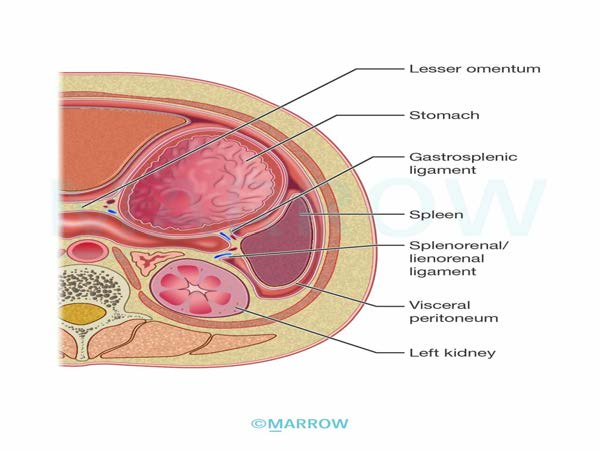 Lesser omentum
Stomach
Gastrosplenic
ligament
Spleen
Splenorenal/
lienorenal
ligament
Visceral
peritoneum
Left kidney
©MARROW
MARROW